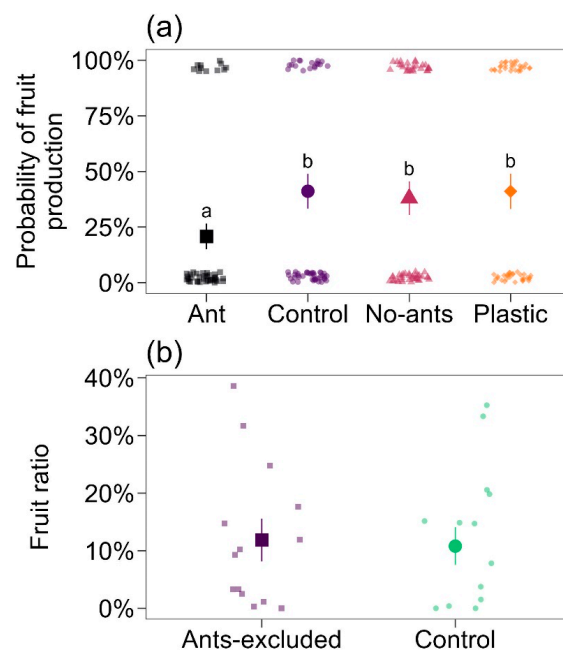 (a)
Probability of fruit
production
100%
75%
50%
25%
0%
a
b
b
b
Ant Control No-ants Plastic
(b)
Fruit ratio
40%
30%
20%
10%
0%
Ants-excluded Control